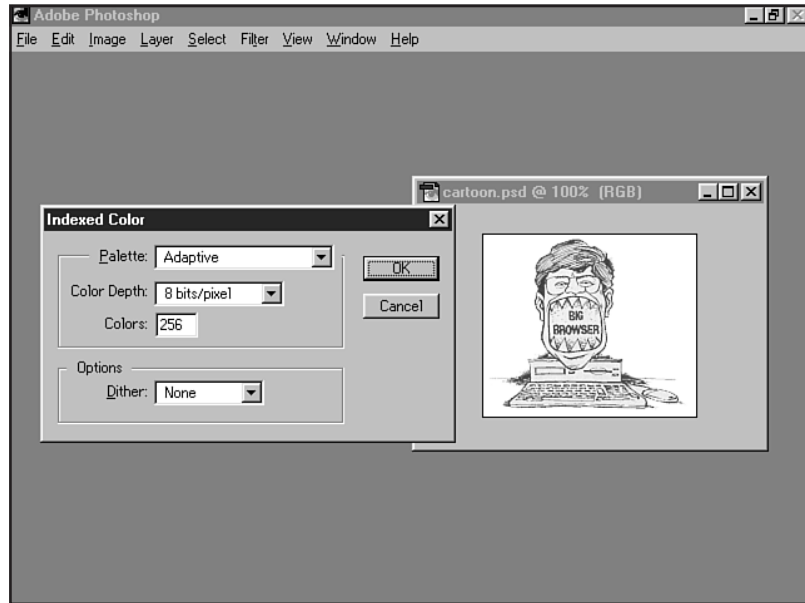 Adobe Photoshop
File Edit Image Layer Select Filter View Window Help
cartoon.psd @ 100% (RGB)
Indexed Color
Palette: Adaptive
OK
Color Depth: 8 bits/pixel
Cancel
Colors: 256
Options
Dither: None
BIG
BROWSER